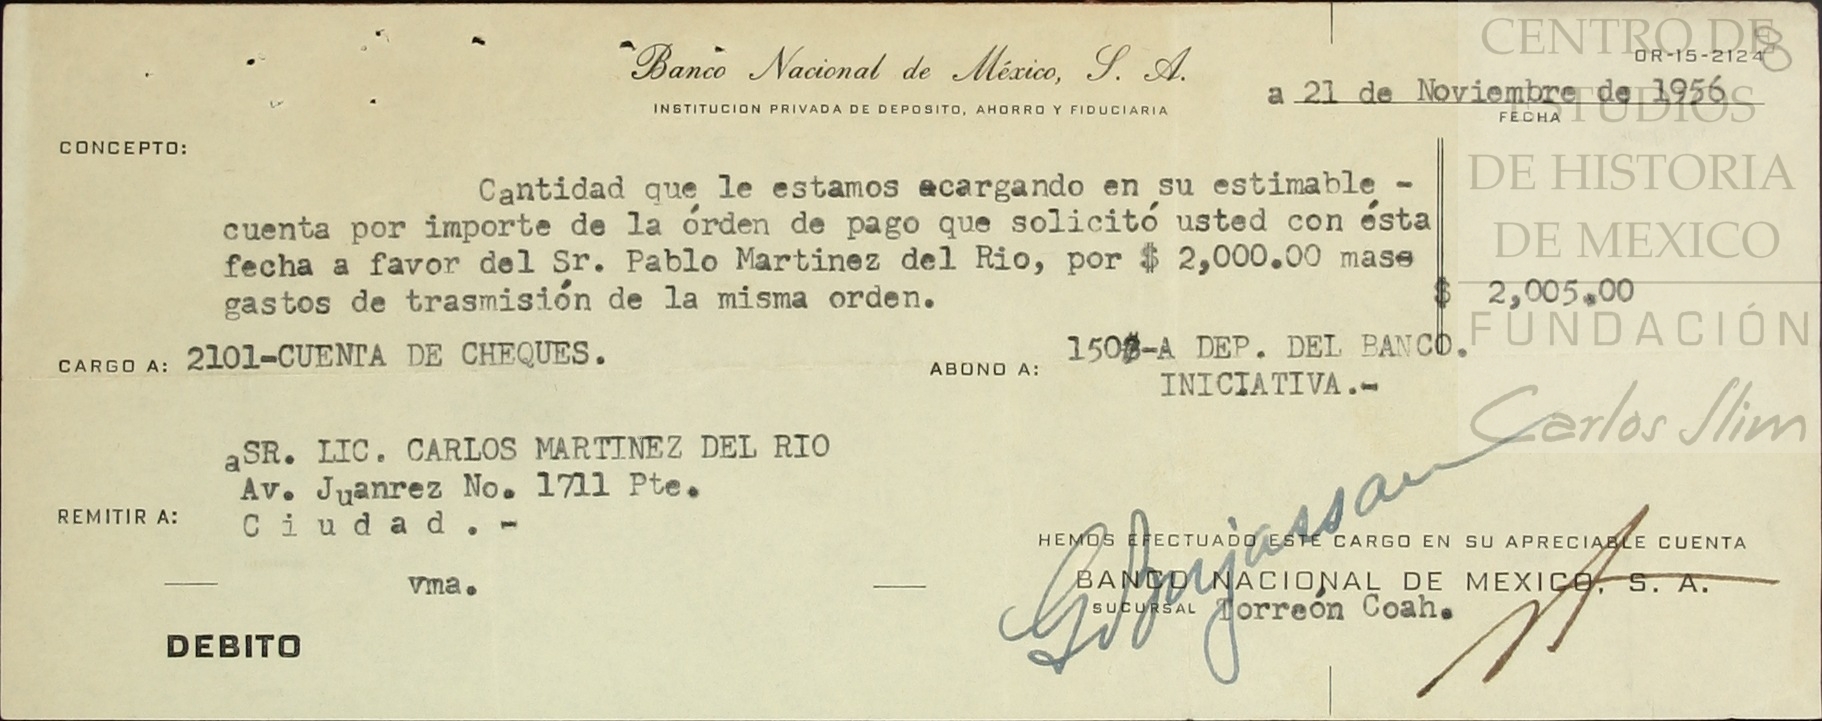 Banco Nacional de México, S. A.
INSTITUCION PRIVADA DE DEPOSITO, AHORRO Y FIDUCIARIA
OR-15-2124
a 21 de Noviembre de 1956
FECHA
CONCEPTO:
Cantidad que le estamos acargando en su estimable -
cuenta por importe de la órden de pago que solicitó usted con ésta
fecha a favor del Sr. Pablo Martinez del Rio, por $ 2,000.00 mase
gastos de trasmisión de la misma orden.
$ 2,005.00
CARGO A: 2101-CUENTA DE CHEQUES.
ABONO A: -A DEP. DEL BANCO.
INICIATIVA.-
REMITIR A:
aSR. LIC. CARLOS MARTINEZ DEL RIO
Av. Juanrez No. 1711 Pte.
C i u d a d . -
vma.
DEBITO
HEMOS EFECTUADO ESTE CARGO EN SU APRECIABLE CUENTA
BANCO NACIONAL DE MEXICO, S. A.
SUCURSAL Torreón Coah.
CENTRO DE
ESTUDIOS
DE HISTORIA
DE MEXICO
FUNDACIÓN
Carlos Slim